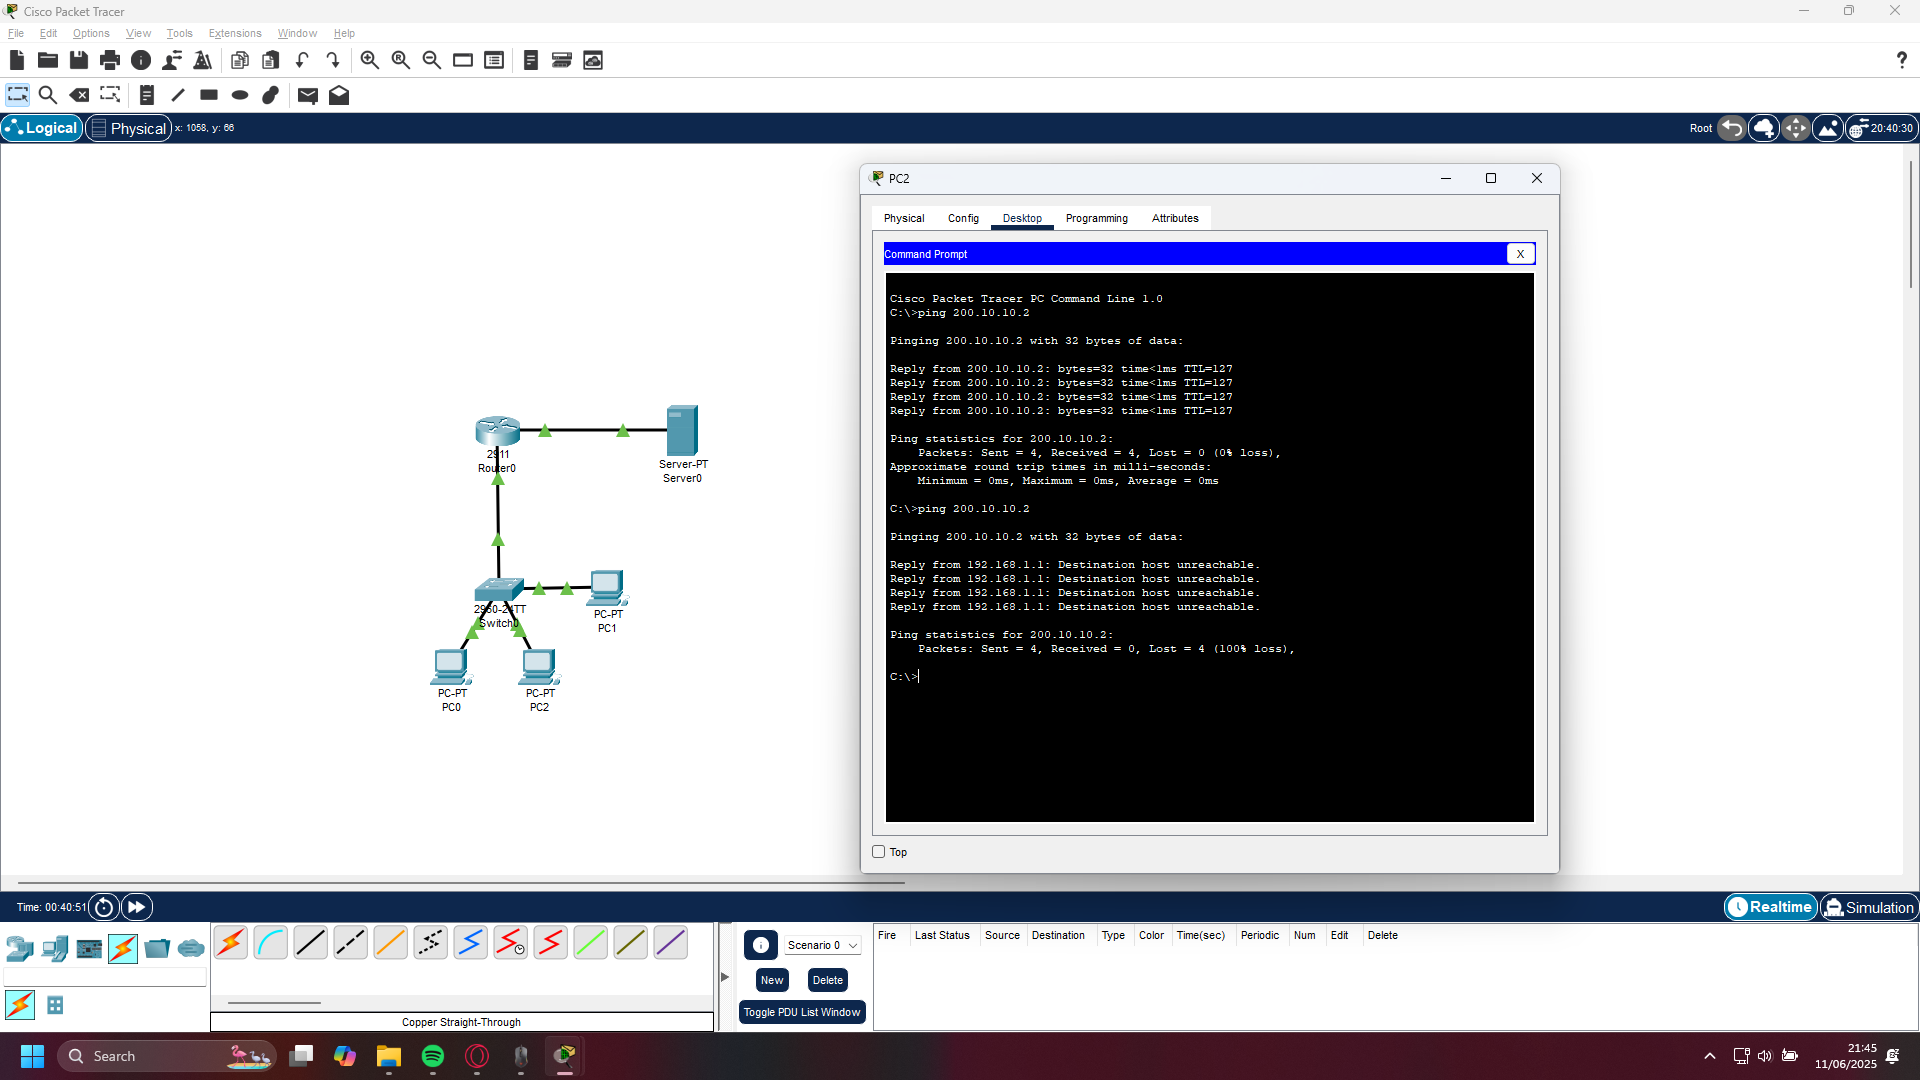 Cisco Packet Tracer
File Edit Options View Tools Extensions Window Help
?
Logical Physical x: 1058, y: 66
Root 20:40:30
2911
Router0
Server-PT
Server0
2960-24TT
Switch0
PC-PT
PC1
PC-PT
PC0
PC-PT
PC2
PC2
Physical Config Desktop Programming Attributes
Command Prompt X
Cisco Packet Tracer PC Command Line 1.0
C:\>ping 200.10.10.2
Pinging 200.10.10.2 with 32 bytes of data:
Reply from 200.10.10.2: bytes=32 time<1ms TTL=127
Reply from 200.10.10.2: bytes=32 time<1ms TTL=127
Reply from 200.10.10.2: bytes=32 time<1ms TTL=127
Reply from 200.10.10.2: bytes=32 time<1ms TTL=127
Ping statistics for 200.10.10.2:
Packets: Sent = 4, Received = 4, Lost = 0 (0% loss),
Approximate round trip times in milli-seconds:
Minimum = 0ms, Maximum = 0ms, Average = 0ms
C:\>ping 200.10.10.2
Pinging 200.10.10.2 with 32 bytes of data:
Reply from 192.168.1.1: Destination host unreachable.
Reply from 192.168.1.1: Destination host unreachable.
Reply from 192.168.1.1: Destination host unreachable.
Reply from 192.168.1.1: Destination host unreachable.
Ping statistics for 200.10.10.2:
Packets: Sent = 4, Received = 0, Lost = 4 (100% loss),
C:\>
Top
Time: 00:40:51
Realtime Simulation
Scenario 0
New Delete
Toggle PDU List Window
Fire Last Status Source Destination Type Color Time(sec) Periodic Num Edit Delete
Copper Straight-Through
Search
21:45
11/06/2025